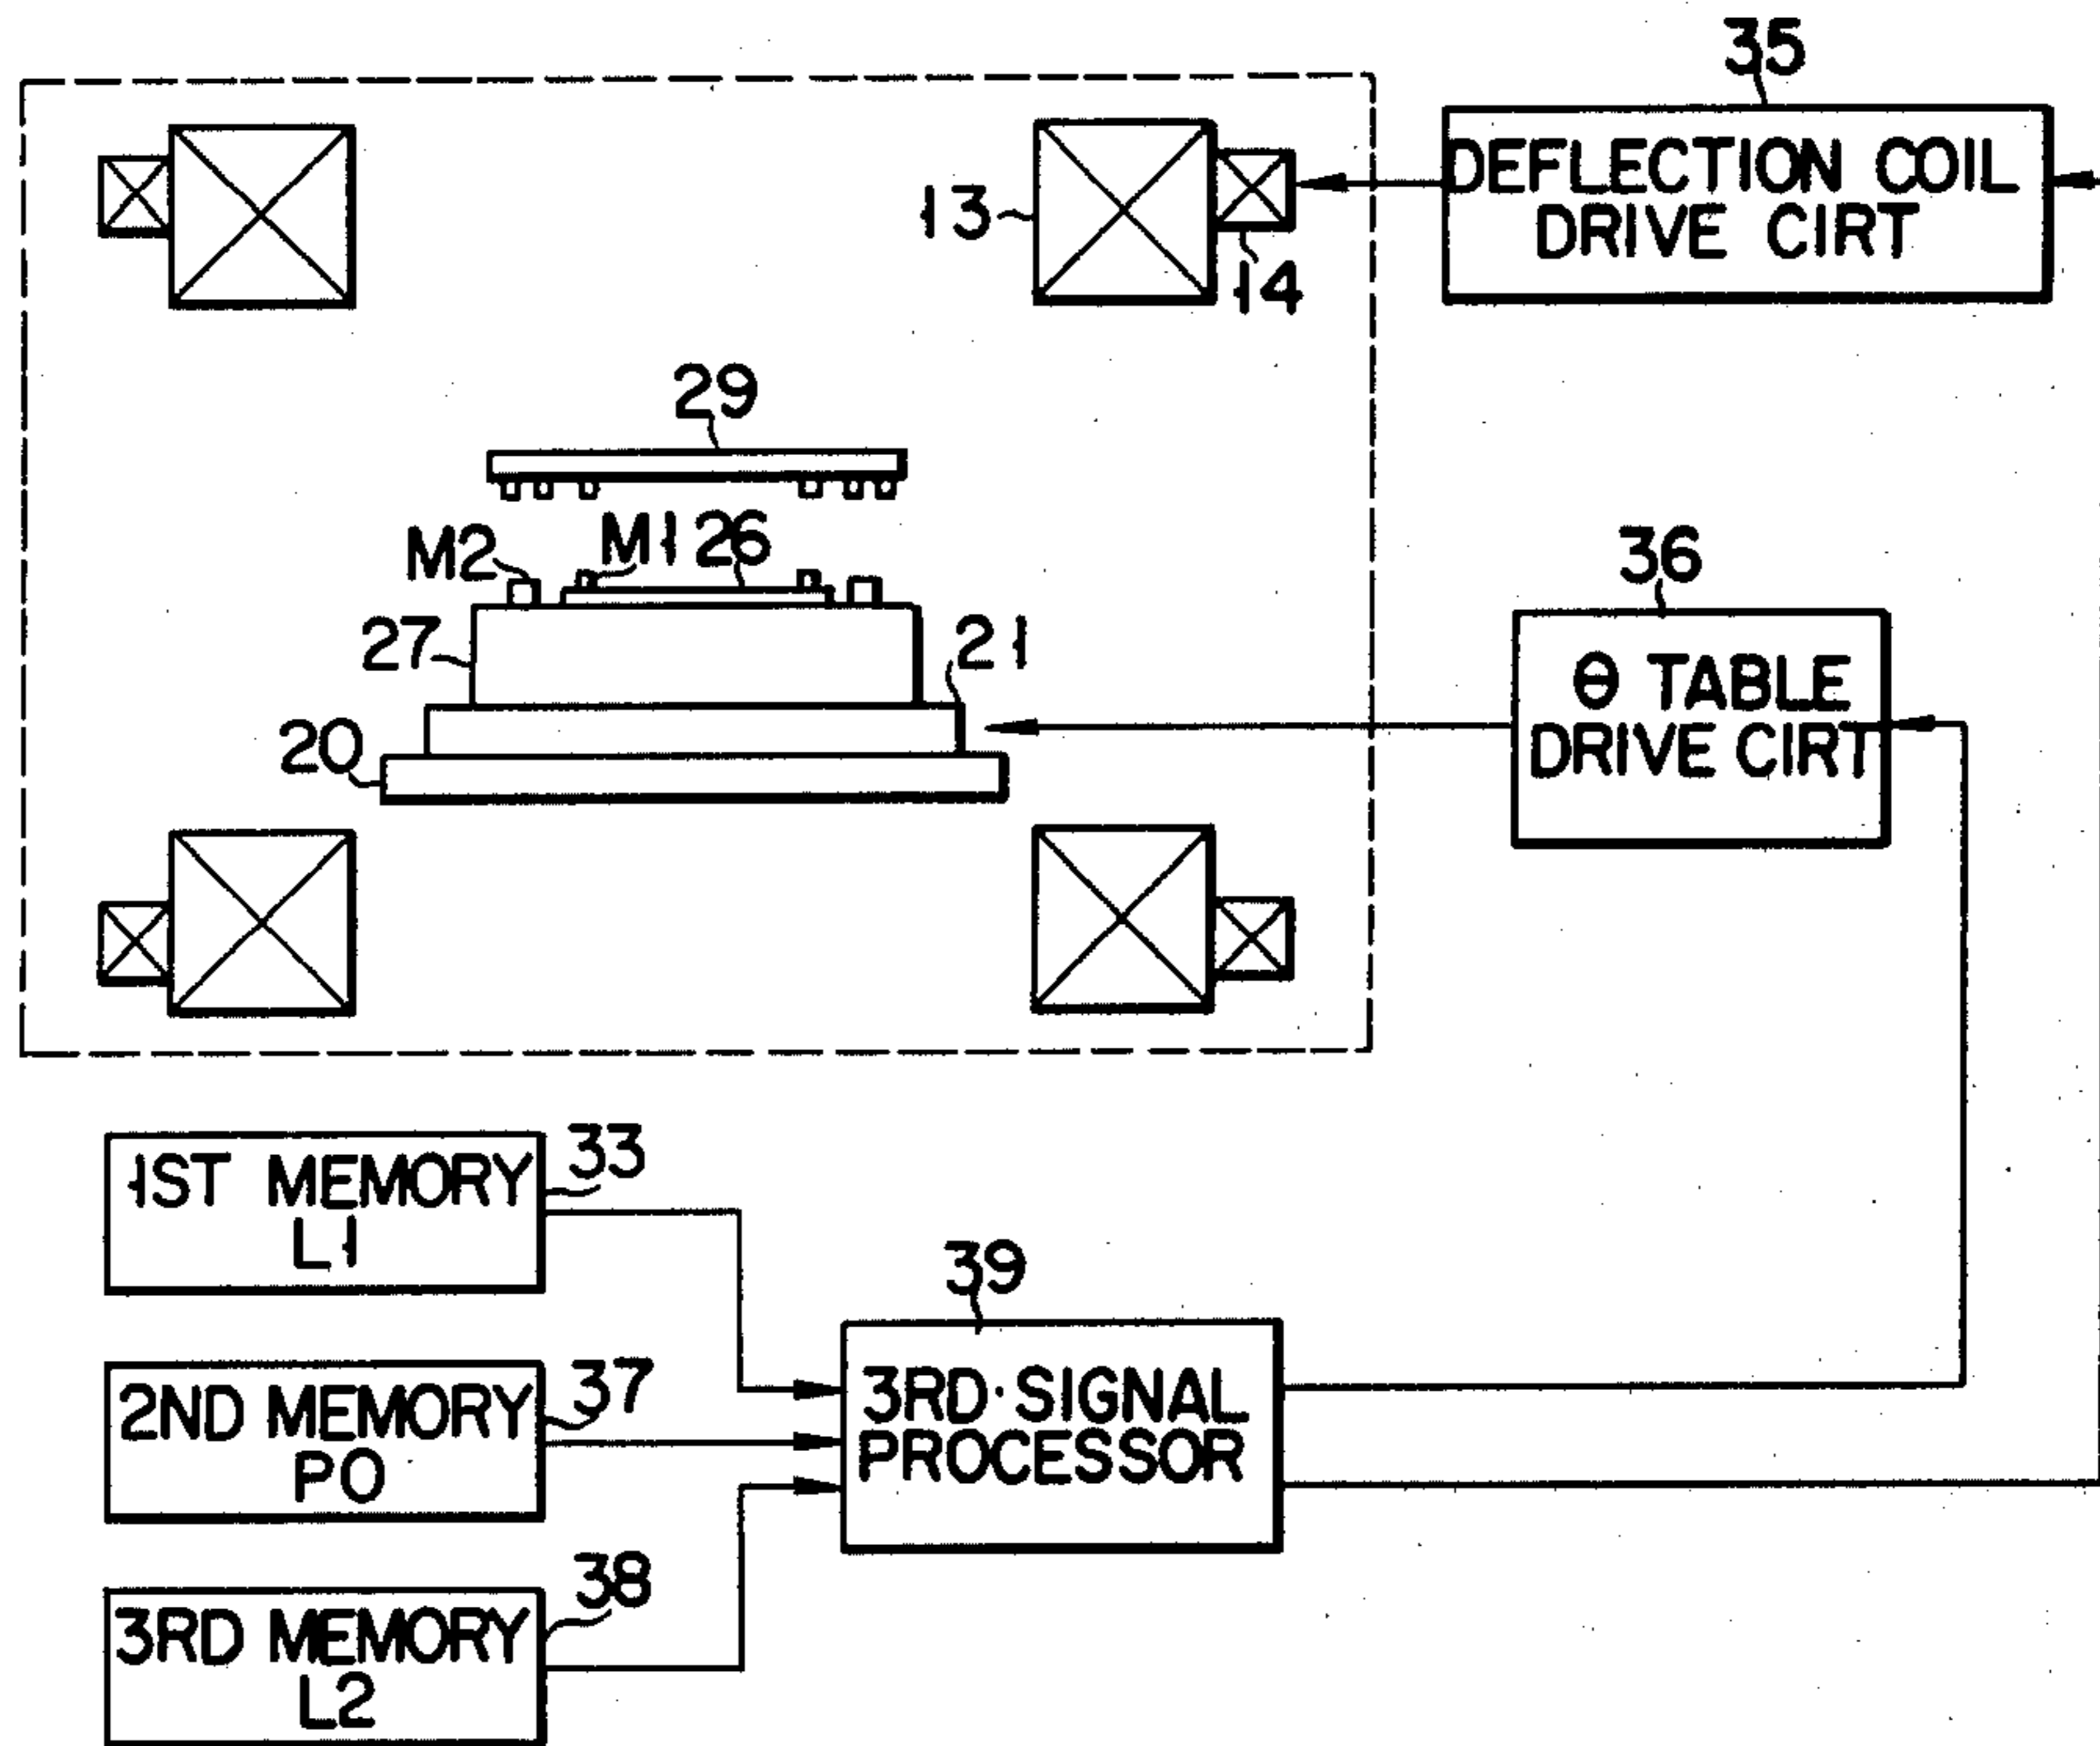 35
DEFLECTION COIL
DRIVE CIRT
13
14
29
M2
M1
26
36
27
21
θ TABLE
DRIVE CIRT
20
1ST MEMORY
L1
33
39
2ND MEMORY
PO
37
3RD·SIGNAL
PROCESSOR
3RD MEMORY
L2
38